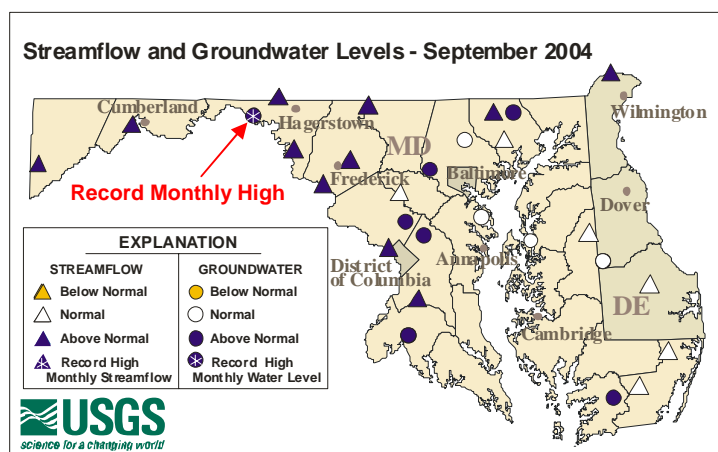 Streamflow and Groundwater Levels - September 2004
Cumberland
Hagerstown
MD
Wilmington
Record Monthly High
Frederick
Baltimore
Dover
Annapolis
District
of Columbia
DE
Cambridge
EXPLANATION
STREAMFLOW
Below Normal
Normal
Above Normal
Record High
Monthly Streamflow
GROUNDWATER
Below Normal
Normal
Above Normal
Record High
Monthly Water Level
USGS
science for a changing world